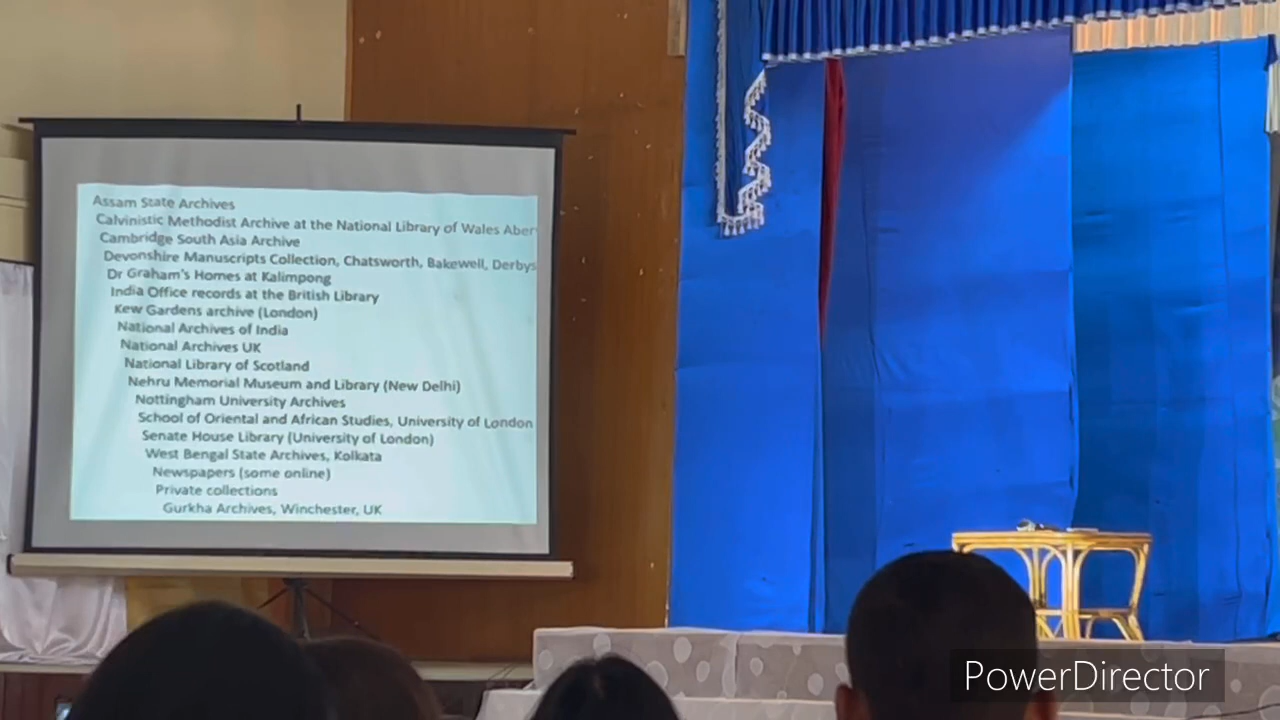 Assam State Archives
Calvinistic Methodist Archive at the National Library of Wales Aber
Cambridge South Asia Archive
Devonshire Manuscripts Collection, Chatsworth, Bakewell, Derbys
Dr Graham's Homes at Kalimpong
India Office records at the British Library
Kew Gardens archive (London)
National Archives of India
National Archives UK
National Library of Scotland
Nehru Memorial Museum and Library (New Delhi)
Nottingham University Archives
School of Oriental and African Studies, University of London
Senate House Library (University of London)
West Bengal State Archives, Kolkata
Newspapers (some online)
Private collections
Gurkha Archives, Winchester, UK
PowerDirector